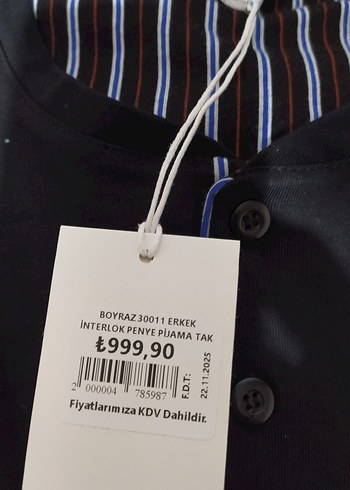 BOYRAZ 30011 ERKEK
İNTERLOK PENYE PİJAMA TAK
₺999,90
2 000004 785987
F.D.T:
22.11.2025
Fiyatlarımıza KDV Dahildir.